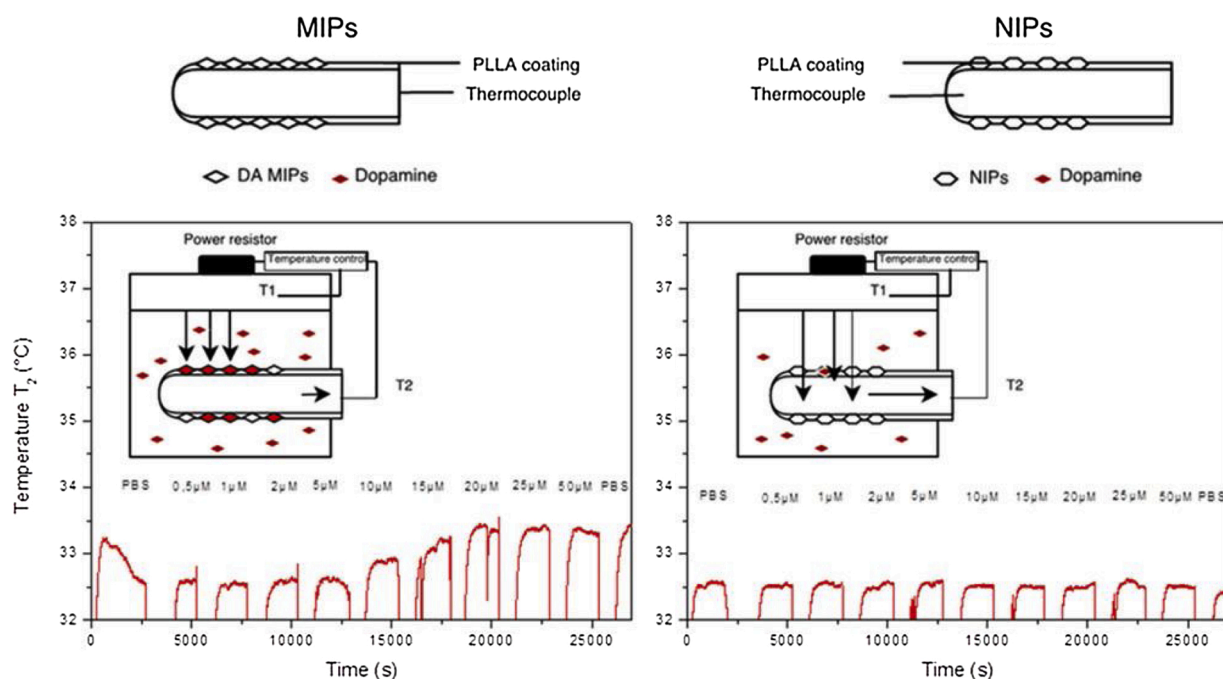 MIPs
PLLA coating
Thermocouple
DA MIPs
Dopamine
NIPs
PLLA coating
Thermocouple
NIPs
Dopamine
Temperature T2 (°C)
38
37
36
35
34
33
32
Power resistor
Temperature control
T1
T2
PBS 0,5µM 1µM 2µM 5µM 10µM 15µM 20µM 25µM 50µM PBS
0 5000 10000 15000 20000 25000
Time (s)
38
37
36
35
34
33
32
Power resistor
Temperature control
T1
T2
PBS 0,5µM 1µM 2µM 5µM 10µM 15µM 20µM 25µM 50µM PBS
0 5000 10000 15000 20000 25000
Time (s)